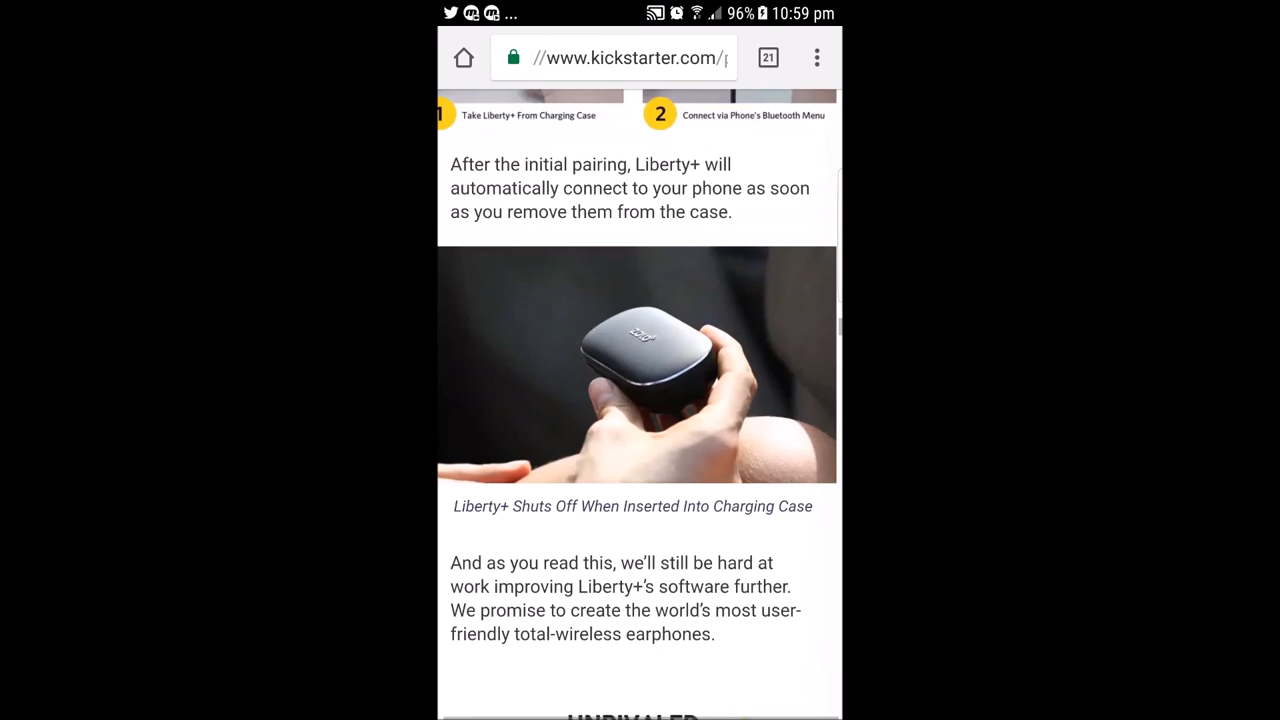 ... 96% 10:59 pm
//www.kickstarter.com/ 21
1 Take Liberty+ From Charging Case 2 Connect via Phone's Bluetooth Menu
After the initial pairing, Liberty+ will
automatically connect to your phone as soon
as you remove them from the case.
ZOLO
Liberty+ Shuts Off When Inserted Into Charging Case
And as you read this, we’ll still be hard at
work improving Liberty+’s software further.
We promise to create the world’s most user-
friendly total-wireless earphones.
UNRIVALED